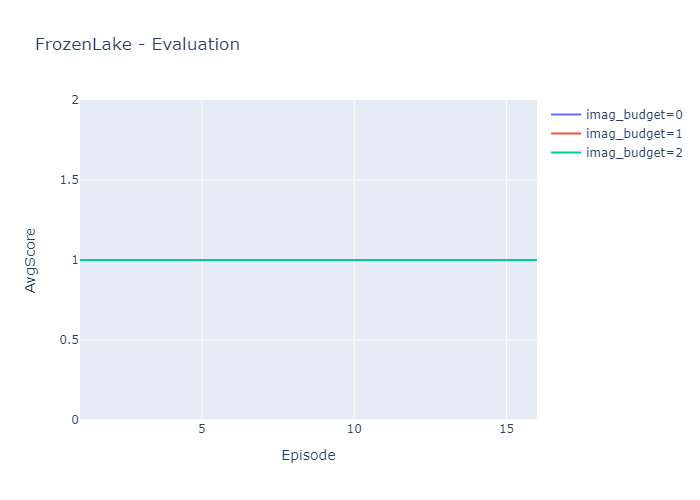 FrozenLake - Evaluation
imag_budget=0
imag_budget=1
imag_budget=2
2
1.5
1
0.5
0
AvgScore
5 10 15
Episode